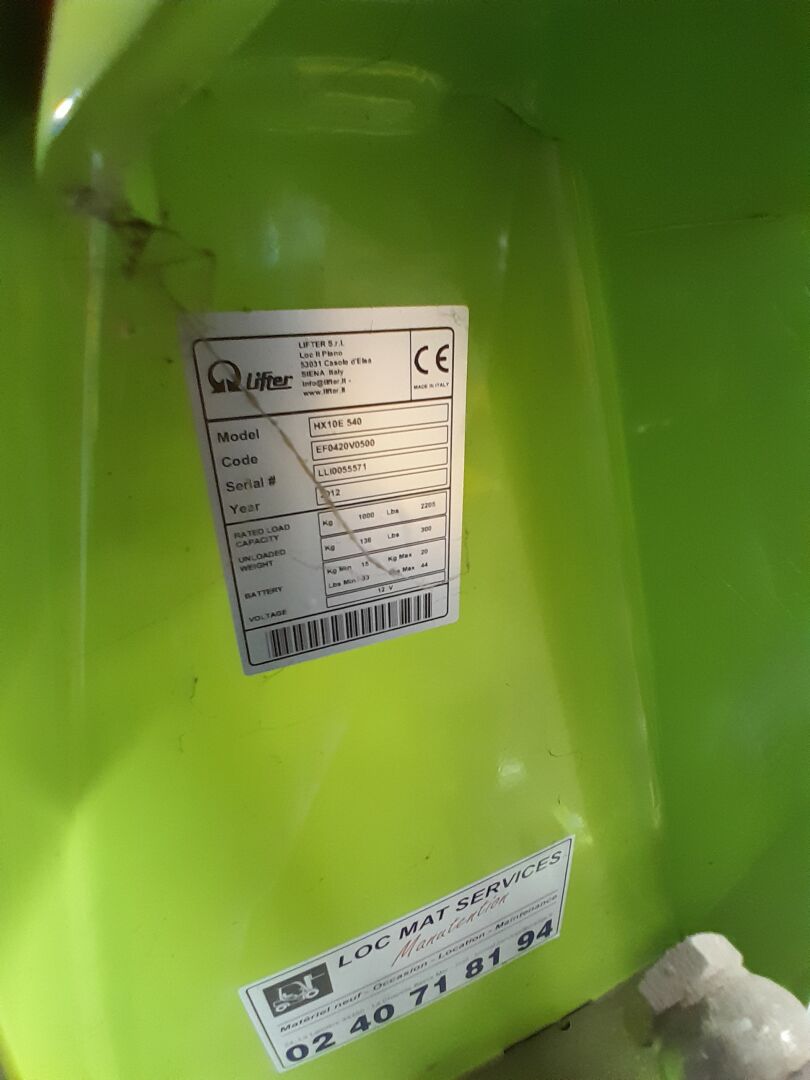 Lifter
LIFTER S.r.l.
Loc Il Piano
53031 Casole d'Elsa
SIENA Italy
info@lifter.it -
www.lifter.it
CE
MADE IN ITALY
Model HX10E 540
Code EF0420V0500
Serial # LLI0055571
Year 2012
RATED LOAD CAPACITY Kg 1000 Lbs 2205
UNLOADED WEIGHT Kg 136 Lbs 300
BATTERY Kg Min 15 Kg Max 20
Lbs Min 33 Lbs Max 44
VOLTAGE 12 V
LOC MAT SERVICES
Manutention
Matériel neuf - Occasion - Location - Maintenance
02 40 71 81 94